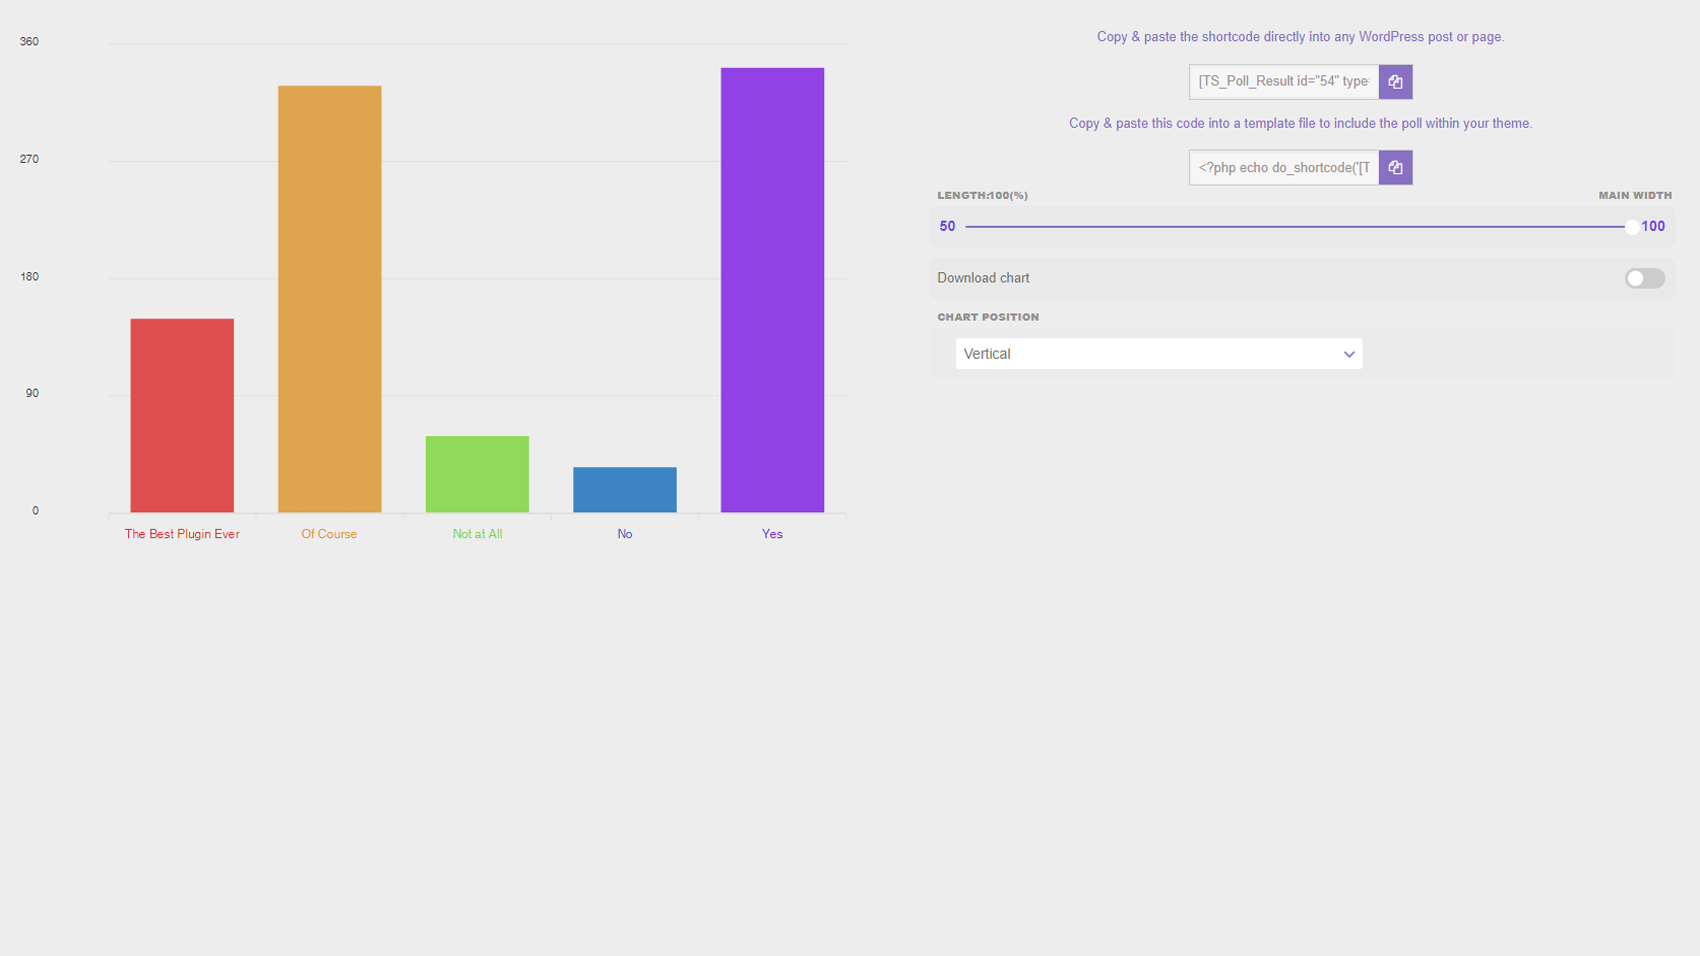 360
270
180
90
0
The Best Plugin Ever
Of Course
Not at All
No
Yes
Copy & paste the shortcode directly into any WordPress post or page.
[TS_Poll_Result id="54" type=
Copy & paste this code into a template file to include the poll within your theme.
<?php echo do_shortcode('[T
LENGTH:100(%) MAIN WIDTH
50 100
Download chart
CHART POSITION
Vertical